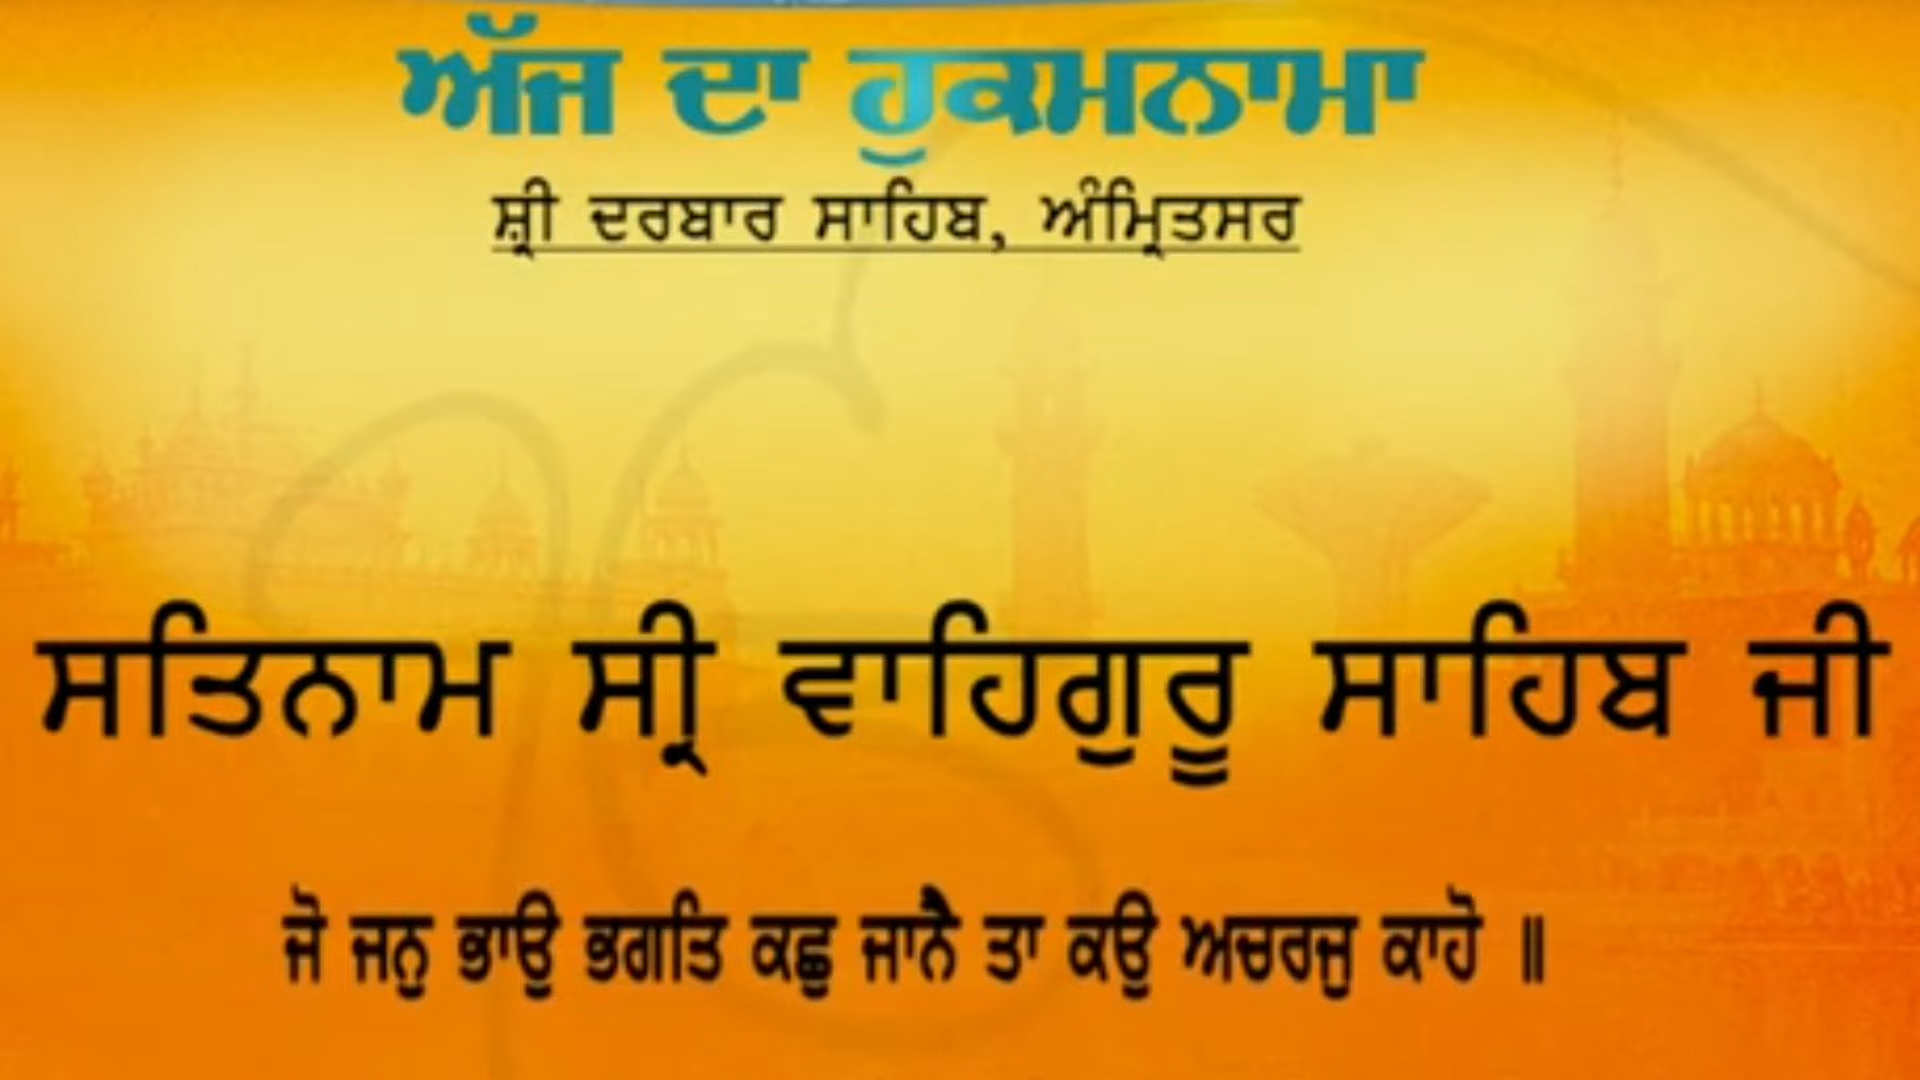 ਅੱਜ ਦਾ ਹੁਕਮਨਾਮਾ
ਸ਼੍ਰੀ ਦਰਬਾਰ ਸਾਹਿਬ, ਅੰਮ੍ਰਿਤਸਰ
ਸਤਿਨਾਮ ਸ੍ਰੀ ਵਾਹਿਗੁਰੂ ਸਾਹਿਬ ਜੀ
ਜੋ ਜਨੁ ਭਾਉ ਭਗਤਿ ਕਛੁ ਜਾਨੈ ਤਾ ਕਉ ਅਚਰਜੁ ਕਾਹੋ ॥